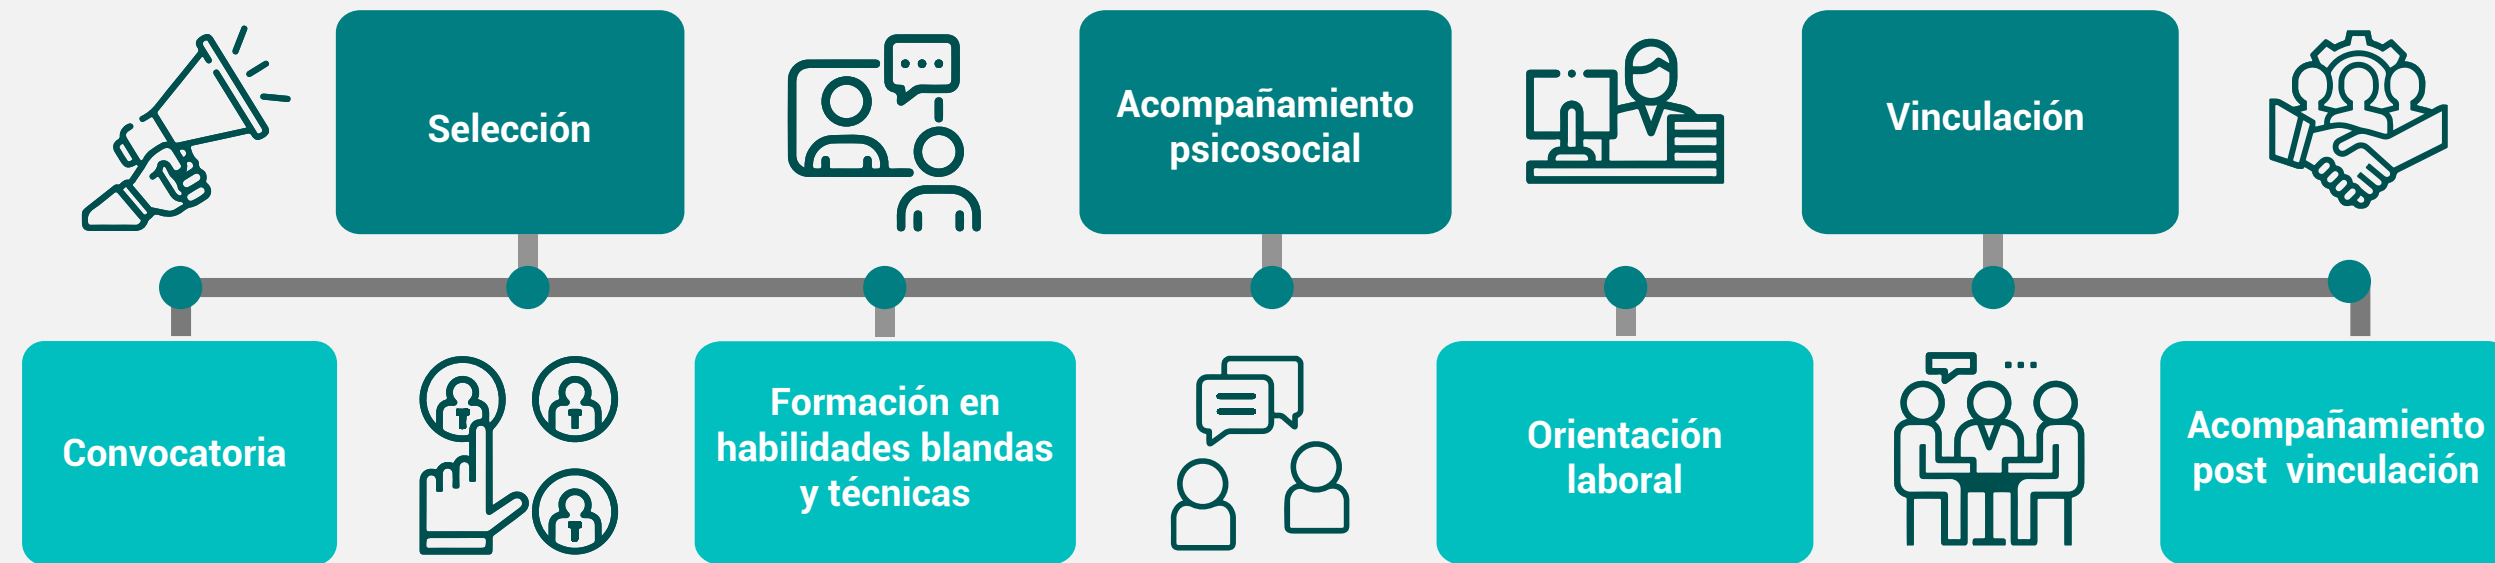 Convocatoria
Selección
Formación en
habilidades blandas
y técnicas
Acompañamiento
psicosocial
Orientación
laboral
Vinculación
Acompañamiento
post vinculación